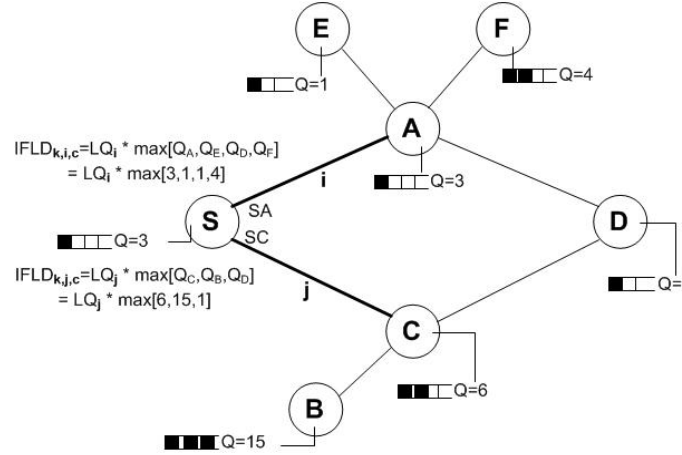 E
F
Q=1
Q=4
A
IFLDk,i,c=LQi * max[QA,QE,QD,QF]
= LQi * max[3,1,1,4]
i
Q=3
SA
S
D
SC
Q=3
IFLDk,j,c=LQj * max[QC,QB,QD]
= LQj * max[6,15,1]
j
Q=
C
Q=6
B
Q=15